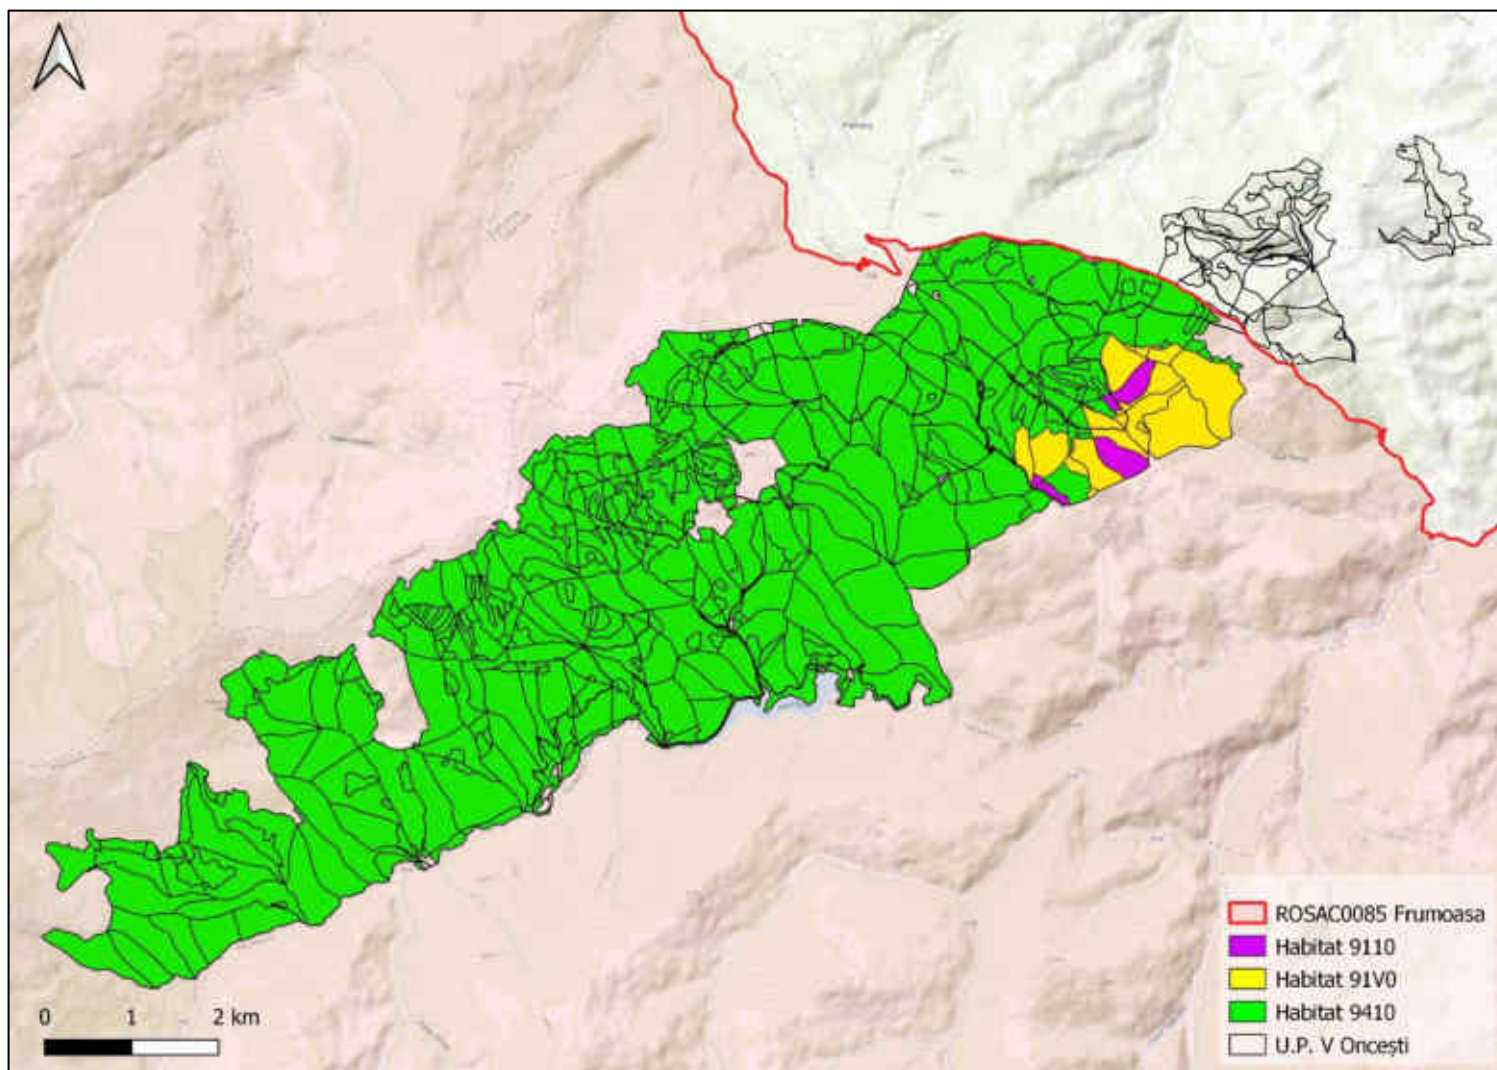 ROSAC0085 Frumoasa
Habitat 9110
Habitat 91V0
Habitat 9410
U.P. V Oncești
0 1 2 km